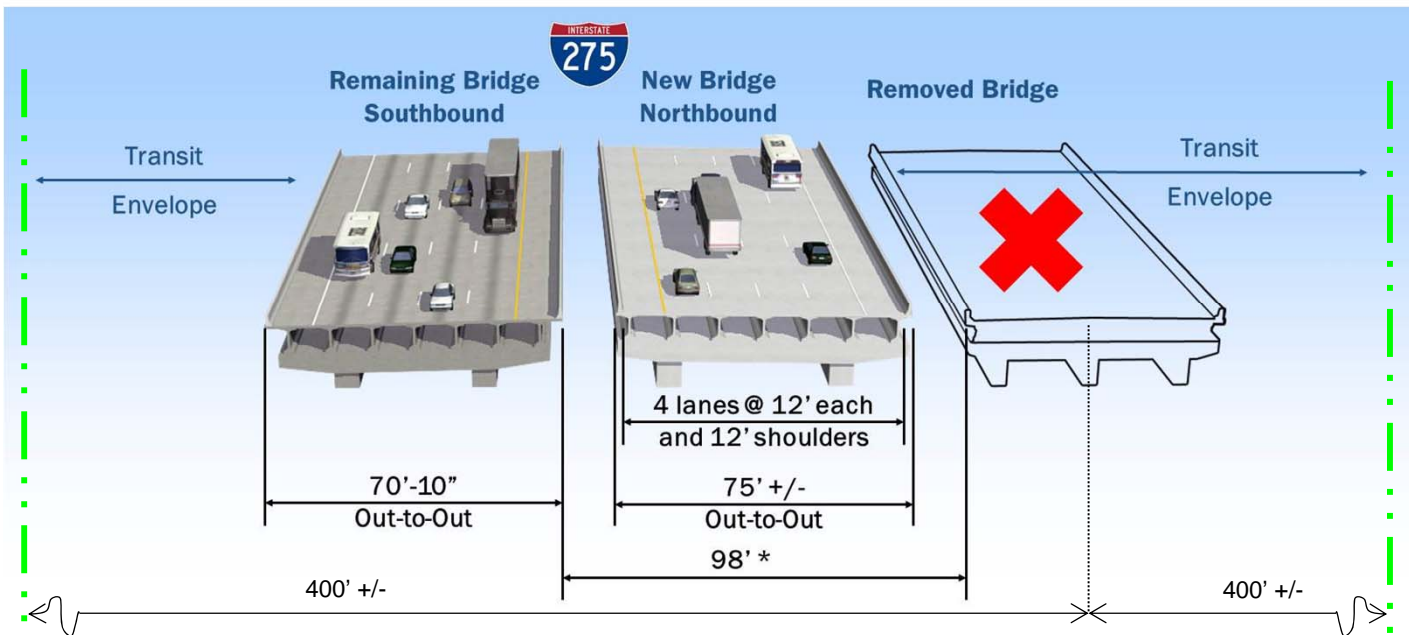 INTERSTATE
275
Remaining Bridge
Southbound
New Bridge
Northbound
Removed Bridge
Transit
Envelope
Transit
Envelope
4 lanes @ 12’ each
and 12’ shoulders
70’-10”
Out-to-Out
75’ +/-
Out-to-Out
98’ *
400’ +/-
400’ +/-